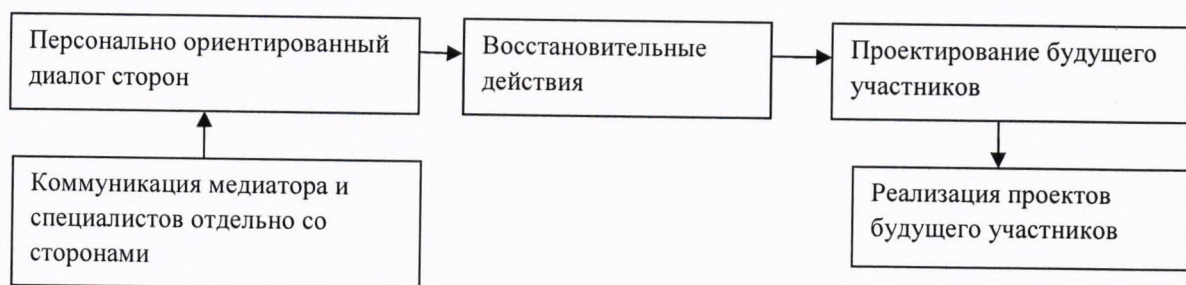 Персонально ориентированный
диалог сторон
Восстановительные
действия
Проектирование будущего
участников
Коммуникация медиатора и
специалистов отдельно со
сторонами
Реализация проектов
будущего участников